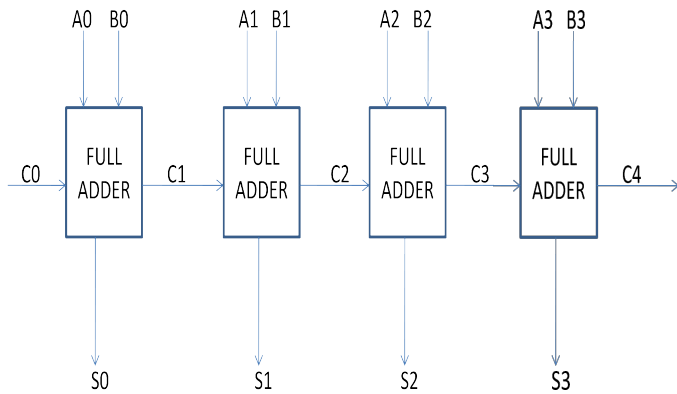 A0 B0 A1 B1 A2 B2 A3 B3
FULL ADDER
FULL ADDER
FULL ADDER
FULL ADDER
C0 C1 C2 C3 C4
S0 S1 S2 S3